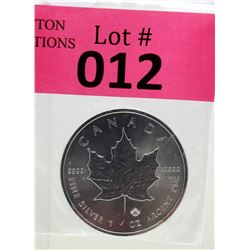 TON
TIONS
Lot #
012
CANADA
9999 9999
FINE SILVER 1 OZ ARGENT PUR